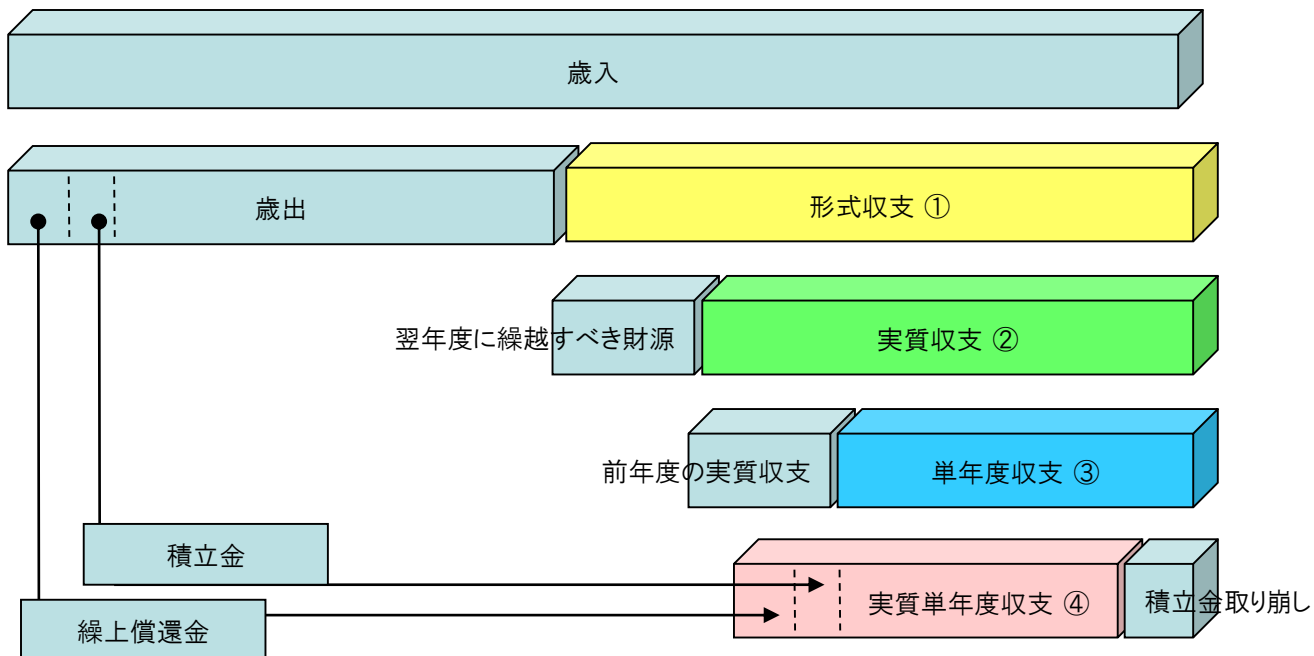 歳入
歳出
形式収支 ①
翌年度に繰越すべき財源
実質収支 ②
前年度の実質収支
単年度収支 ③
積立金
実質単年度収支 ④
積立金取り崩し
繰上償還金